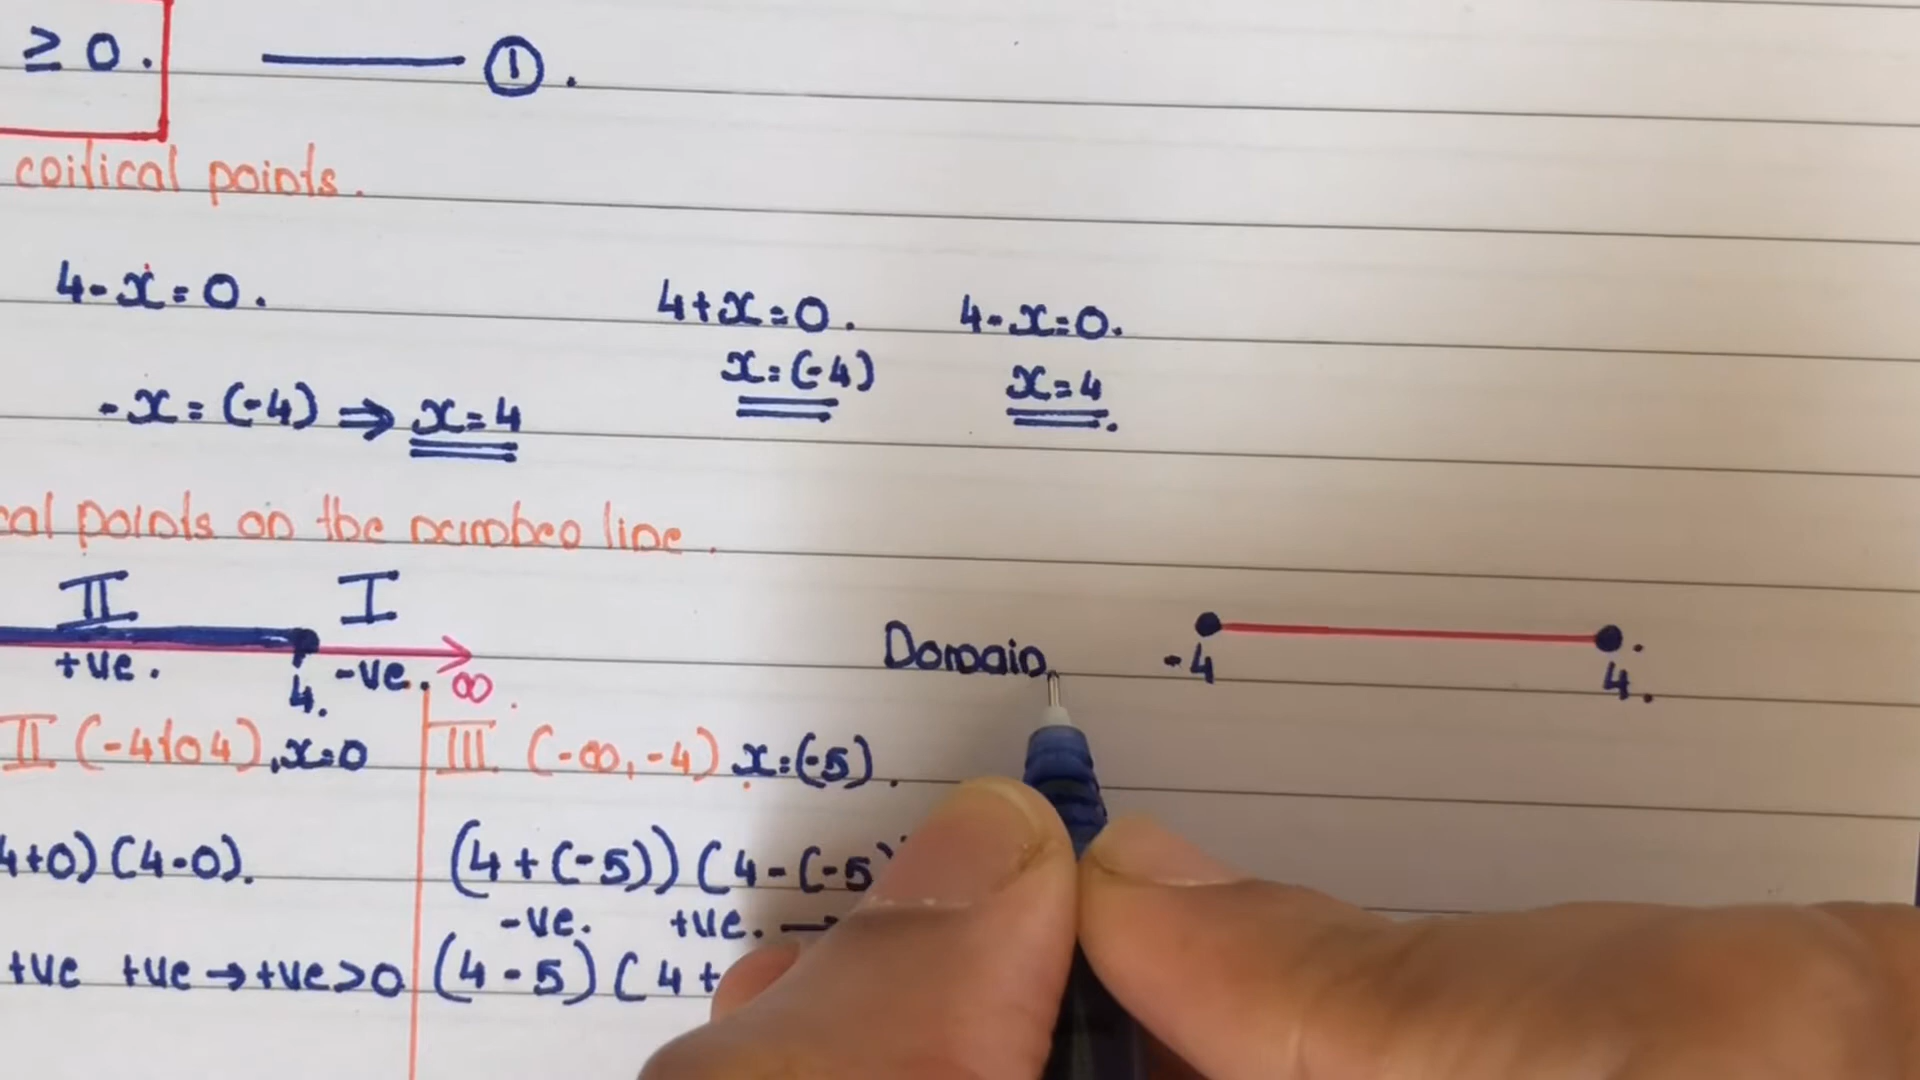 ≥ 0. ——— ①.
critical points.
4-x=0. 4+x=0. 4-x=0.
x=(-4) x=4
-x=(-4) ⇒ x=4
cal points on the number line.
II I
+ve. 4. -ve. ∞. Domain -4 4.
II (-4 to 4), x=0 III (-∞,-4) x=(-5).
4+0)(4-0). (4+(-5))(4-(-5)
-ve. +ve. →
+ve +ve → +ve>0 (4-5)(4+